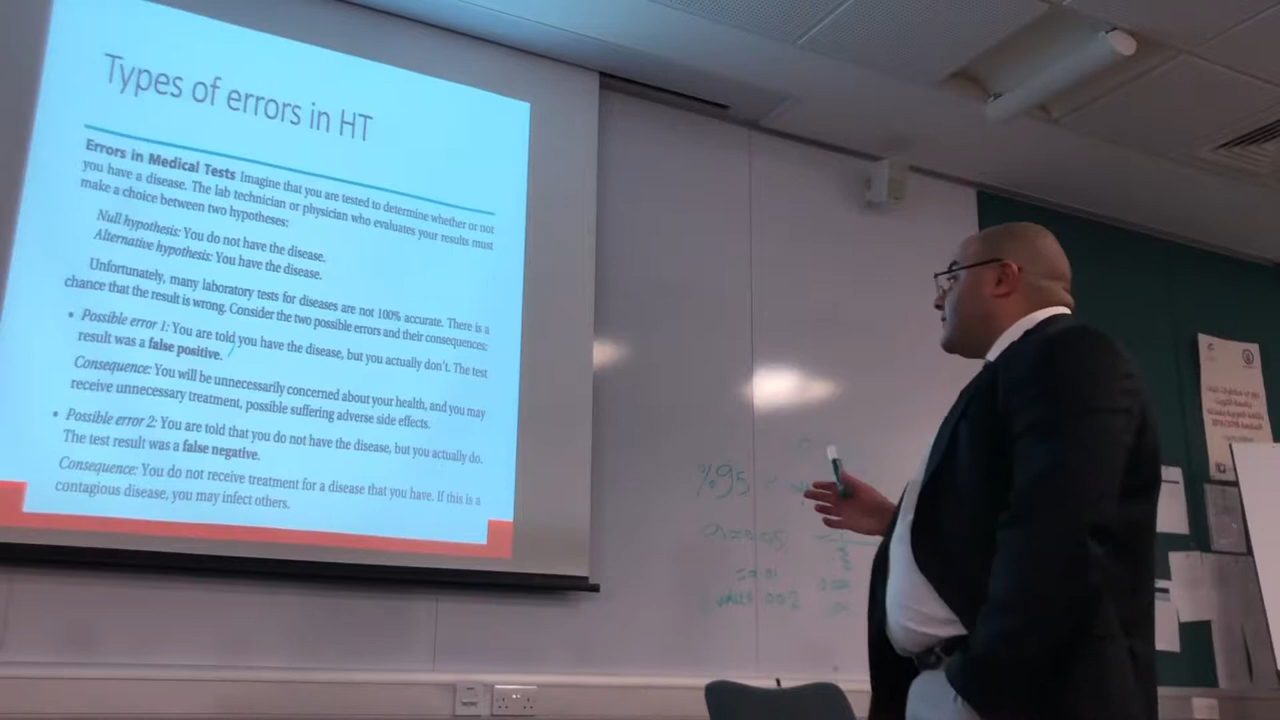 Types of errors in HT
Errors in Medical Tests Imagine that you are tested to determine whether or not
you have a disease. The lab technician or physician who evaluates your results must
make a choice between two hypotheses:
Null hypothesis: You do not have the disease.
Alternative hypothesis: You have the disease.
Unfortunately, many laboratory tests for diseases are not 100% accurate. There is a
chance that the result is wrong. Consider the two possible errors and their consequences:
• Possible error 1: You are told you have the disease, but you actually don't. The test
result was a false positive.
Consequence: You will be unnecessarily concerned about your health, and you may
receive unnecessary treatment, possible suffering adverse side effects.
• Possible error 2: You are told that you do not have the disease, but you actually do.
The test result was a false negative.
Consequence: You do not receive treatment for a disease that you have. If this is a
contagious disease, you may infect others.
%95